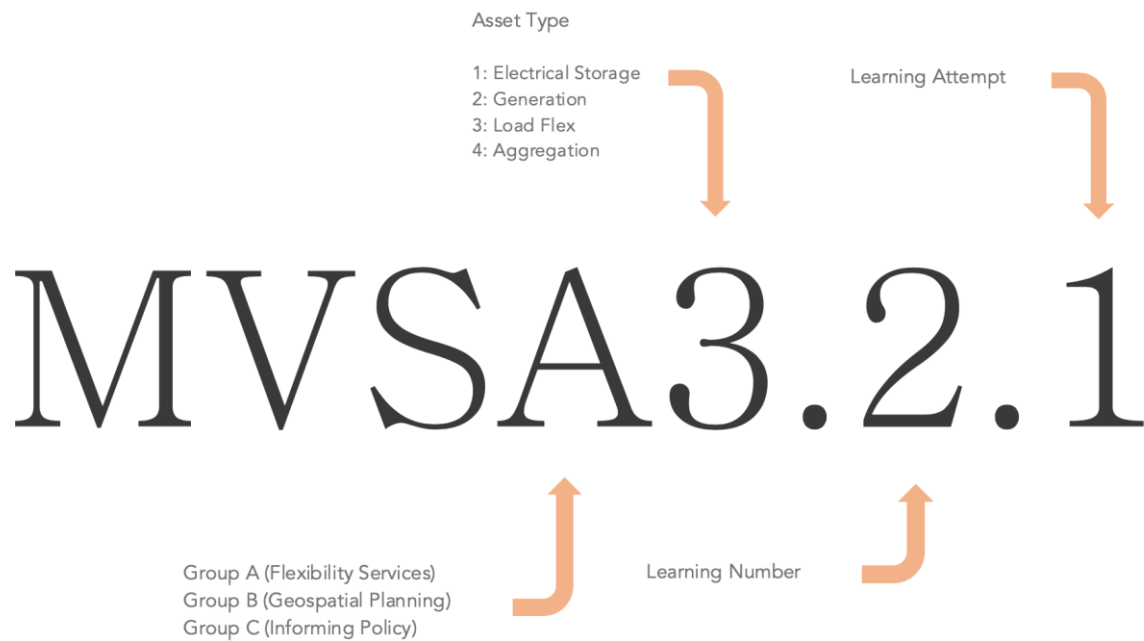 Asset Type
1: Electrical Storage
2: Generation
3: Load Flex
4: Aggregation
Learning Attempt
MVSA3.2.1
Group A (Flexibility Services)
Group B (Geospatial Planning)
Group C (Informing Policy)
Learning Number